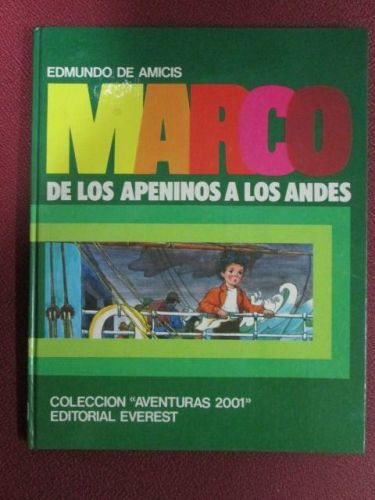 EDMUNDO DE AMICIS
MARCO
DE LOS APENINOS A LOS ANDES
COLECCION "AVENTURAS 2001"
EDITORIAL EVEREST